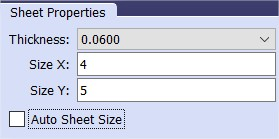 Sheet Properties
Thickness: 0.0600
Size X: 4
Size Y: 5
Auto Sheet Size